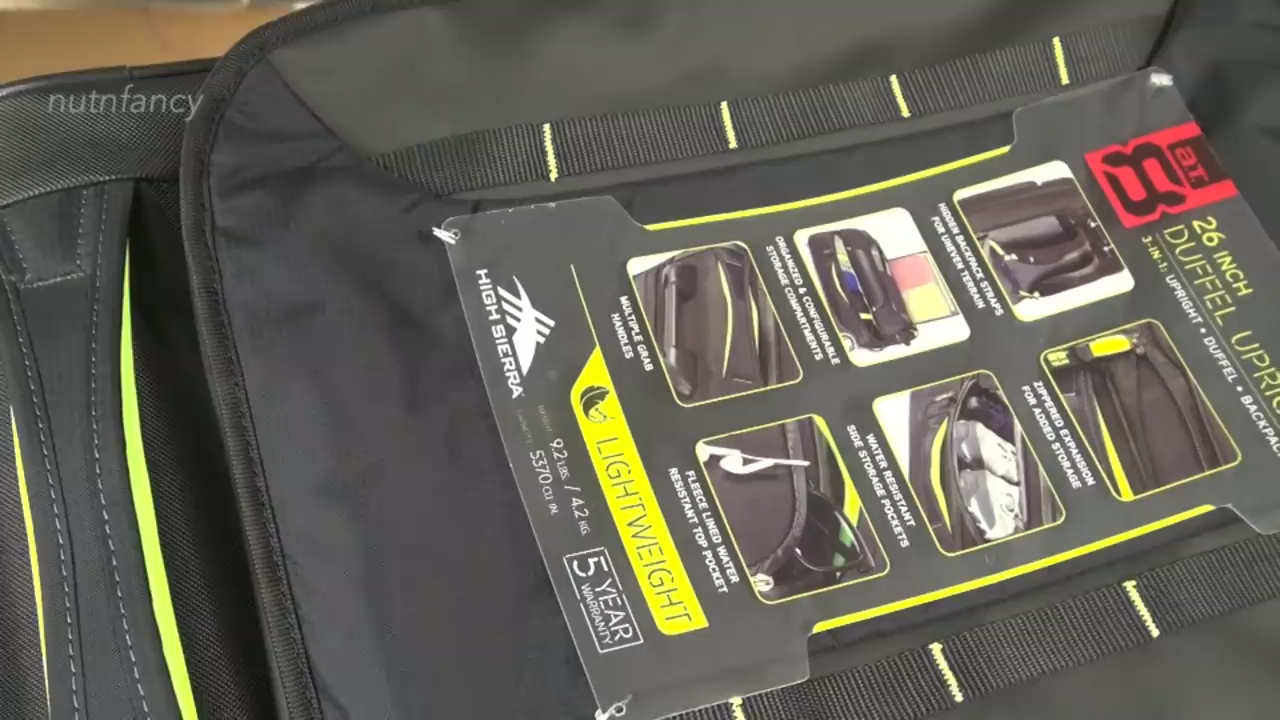 nutnfancy
at.
g
26 INCH
DUFFEL
3-IN-1: UPRIGHT • DUFFEL •
HIDDEN BACKPACK STRAPS
FOR UNEVEN TERRAIN
ORGANIZED & CONFIGURABLE
STORAGE COMPARTMENTS
MULTIPLE GRAB
HANDLES
ZIPPERED EXPANSION
FOR ADDED STORAGE
WATER RESISTANT
SIDE STORAGE POCKETS
FLEECE LINED WATER
RESISTANT TOP POCKET
HIGH SIERRA
LIGHTWEIGHT
WEIGHT 9.2 LBS. / 4.2 KG.
CAPACITY 5370 CU. IN.
5 YEAR
WARRANTY